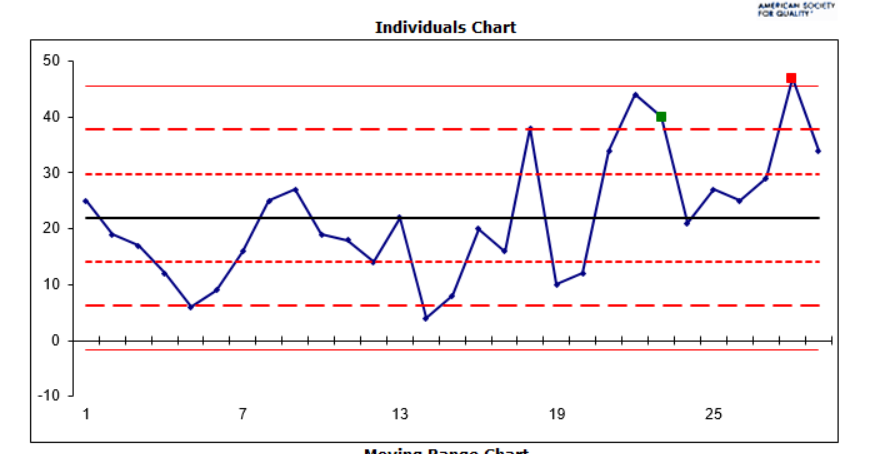 AMERICAN SOCIETY
FOR QUALITY
Individuals Chart
50
40
30
20
10
0
-10
1 7 13 19 25
Moving Range Chart